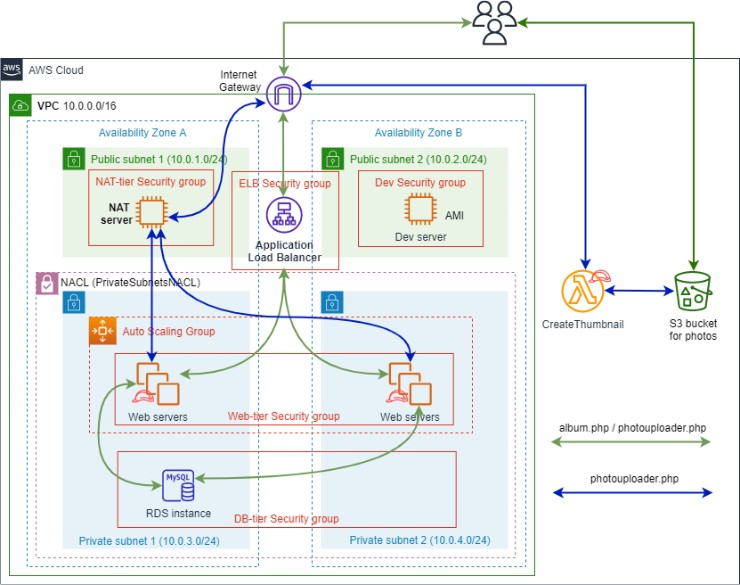 aws
AWS Cloud
Internet
Gateway
VPC 10.0.0.0/16
Availability Zone A
Availability Zone B
Public subnet 1 (10.0.1.0/24)
Public subnet 2 (10.0.2.0/24)
NAT-tier Security group
ELB Security group
Dev Security group
NAT
server
AMI
Dev server
Application
Load Balancer
NACL (PrivateSubnetsNACL)
CreateThumbnail
S3 bucket
for photos
Auto Scaling Group
Web servers
Web servers
Web-tier Security group
album.php / photouploader.php
MySQL
RDS instance
photouploader.php
DB-tier Security group
Private subnet 1 (10.0.3.0/24)
Private subnet 2 (10.0.4.0/24)